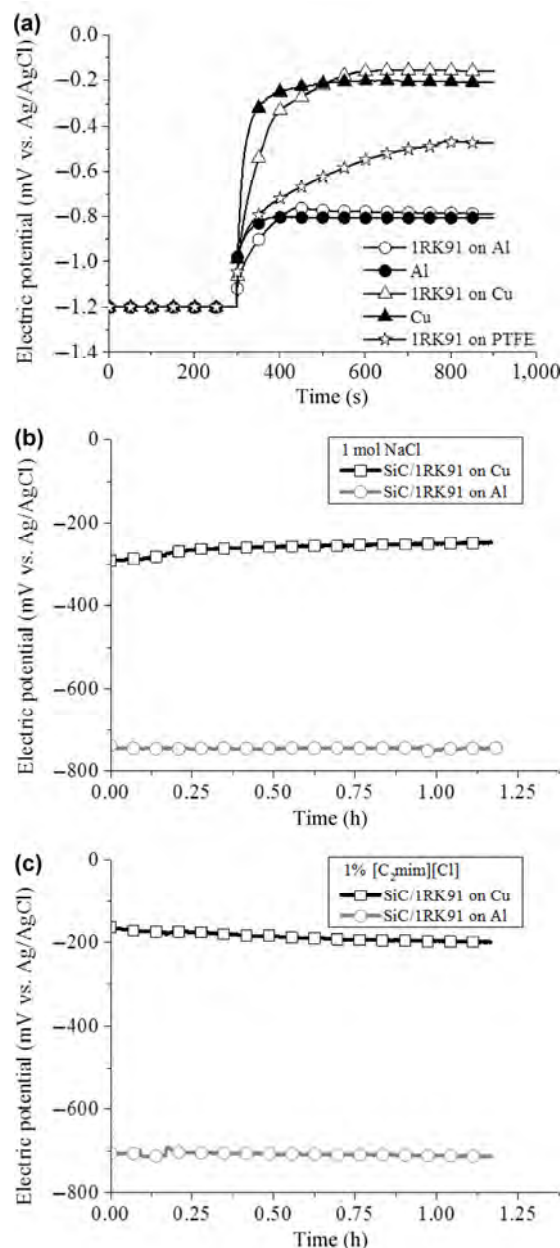 (a)
Electric potential (mV vs. Ag/AgCl)
0.0
−0.2
−0.4
−0.6
−0.8
−1.0
−1.2
−1.4
1RK91 on Al
Al
1RK91 on Cu
Cu
1RK91 on PTFE
0 200 400 600 800 1,000
Time (s)
(b)
Electric potential (mV vs. Ag/AgCl)
0
−200
−400
−600
−800
1 mol NaCl
SiC/1RK91 on Cu
SiC/1RK91 on Al
0.00 0.25 0.50 0.75 1.00 1.25
Time (h)
(c)
Electric potential (mV vs. Ag/AgCl)
0
−200
−400
−600
−800
1% [C₂mim][Cl]
SiC/1RK91 on Cu
SiC/1RK91 on Al
0.00 0.25 0.50 0.75 1.00 1.25
Time (h)